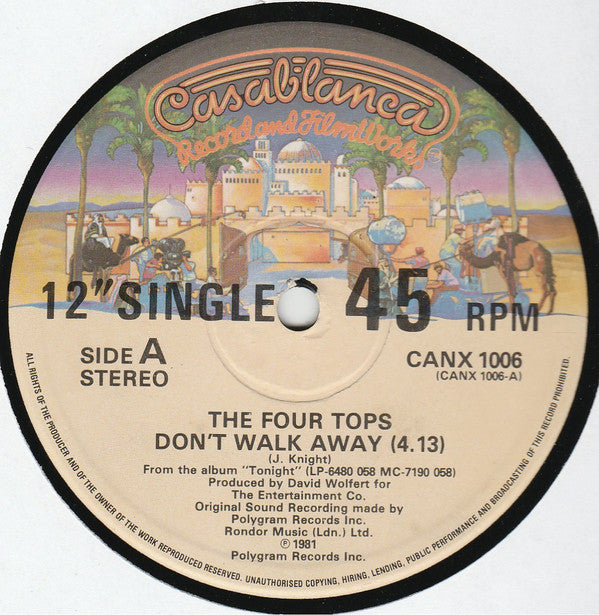 Casablanca
Record and FilmWorks
12" SINGLE 45 RPM
SIDE A
STEREO
CANX 1006
(CANX 1006-A)
THE FOUR TOPS
DON'T WALK AWAY (4.13)
(J. Knight)
From the album "Tonight" (LP-6480 058 MC-7190 058)
Produced by David Wolfert for
The Entertainment Co.
Original Sound Recording made by
Polygram Records Inc.
Rondor Music (Ldn.) Ltd.
℗ 1981
Polygram Records Inc.
ALL RIGHTS OF THE PRODUCER AND OF THE OWNER OF THE WORK REPRODUCED RESERVED. UNAUTHORISED COPYING, HIRING, LENDING, PUBLIC PERFORMANCE AND BROADCASTING OF THIS RECORD PROHIBITED.